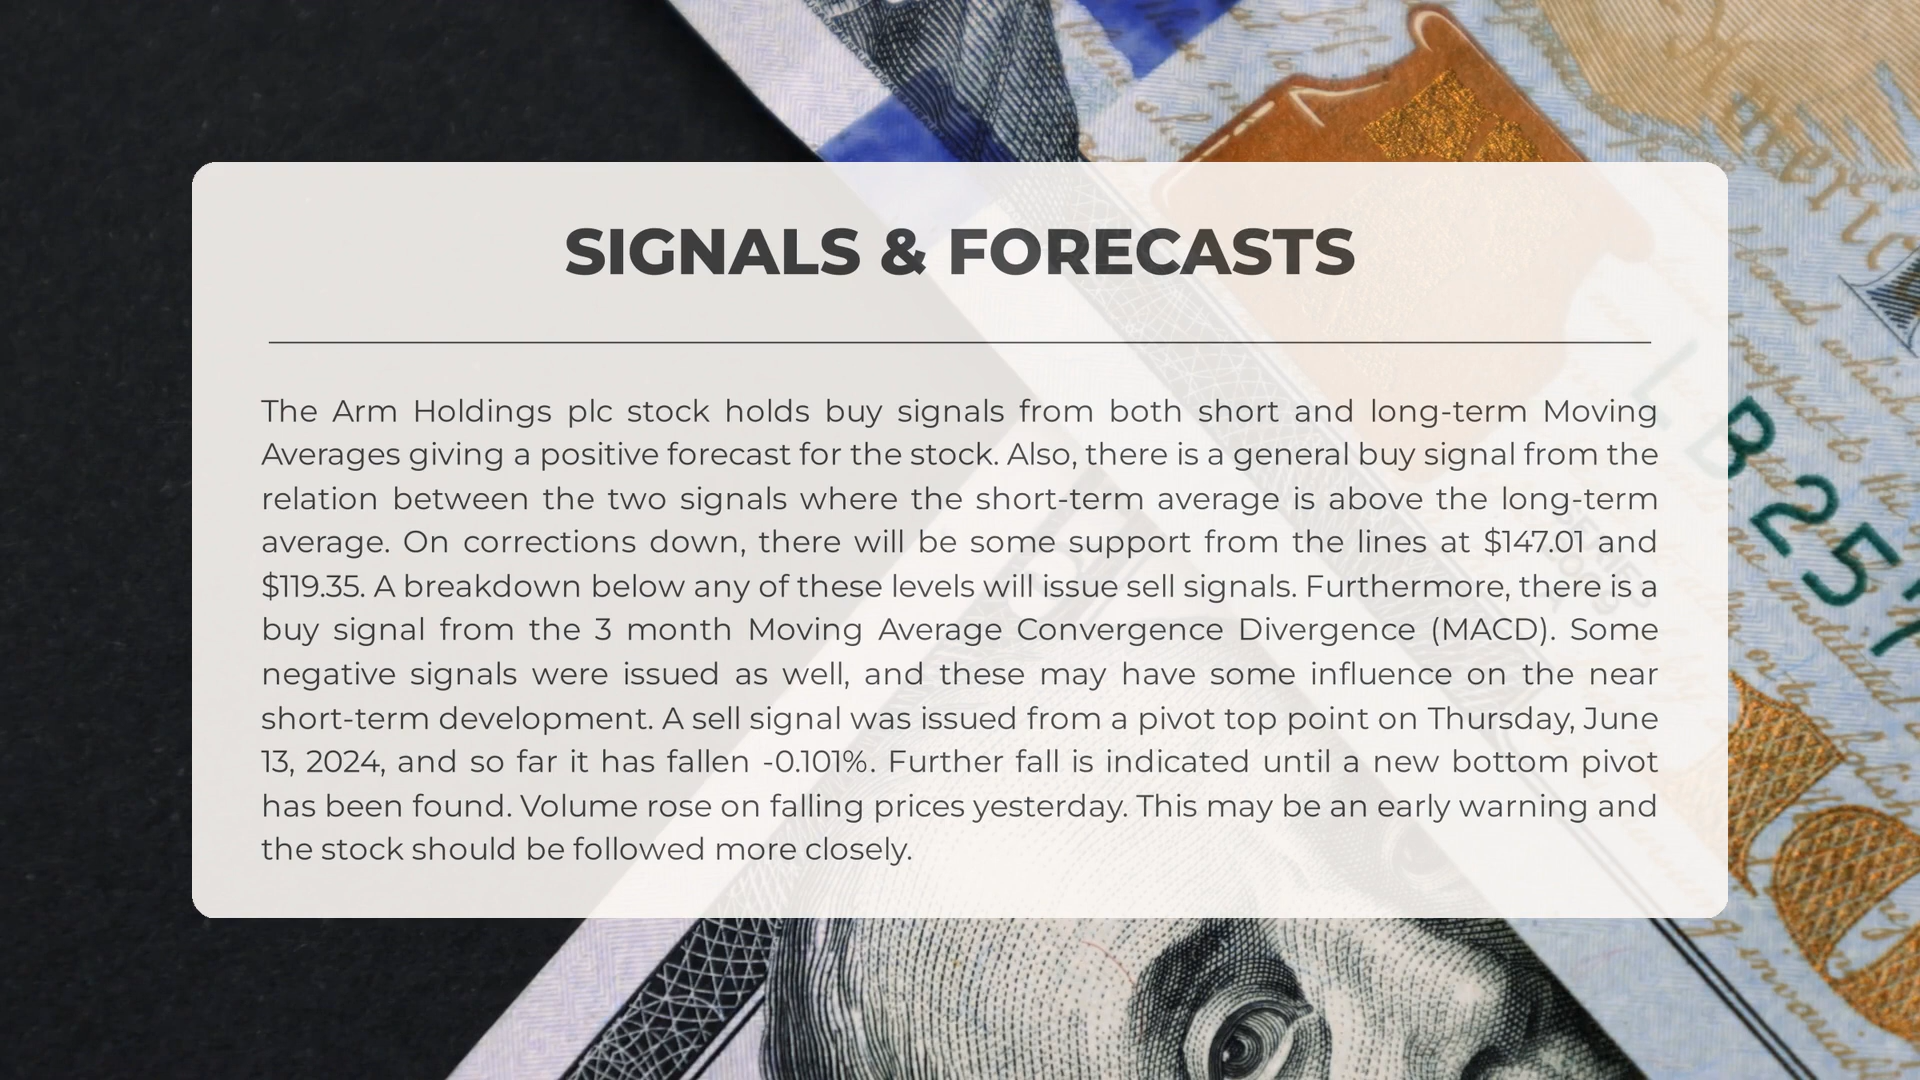 SIGNALS & FORECASTS
The Arm Holdings plc stock holds buy signals from both short and long-term Moving
Averages giving a positive forecast for the stock. Also, there is a general buy signal from the
relation between the two signals where the short-term average is above the long-term
average. On corrections down, there will be some support from the lines at $147.01 and
$119.35. A breakdown below any of these levels will issue sell signals. Furthermore, there is a
buy signal from the 3 month Moving Average Convergence Divergence (MACD). Some
negative signals were issued as well, and these may have some influence on the near
short-term development. A sell signal was issued from a pivot top point on Thursday, June
13, 2024, and so far it has fallen -0.101%. Further fall is indicated until a new bottom pivot
has been found. Volume rose on falling prices yesterday. This may be an early warning and
the stock should be followed more closely.